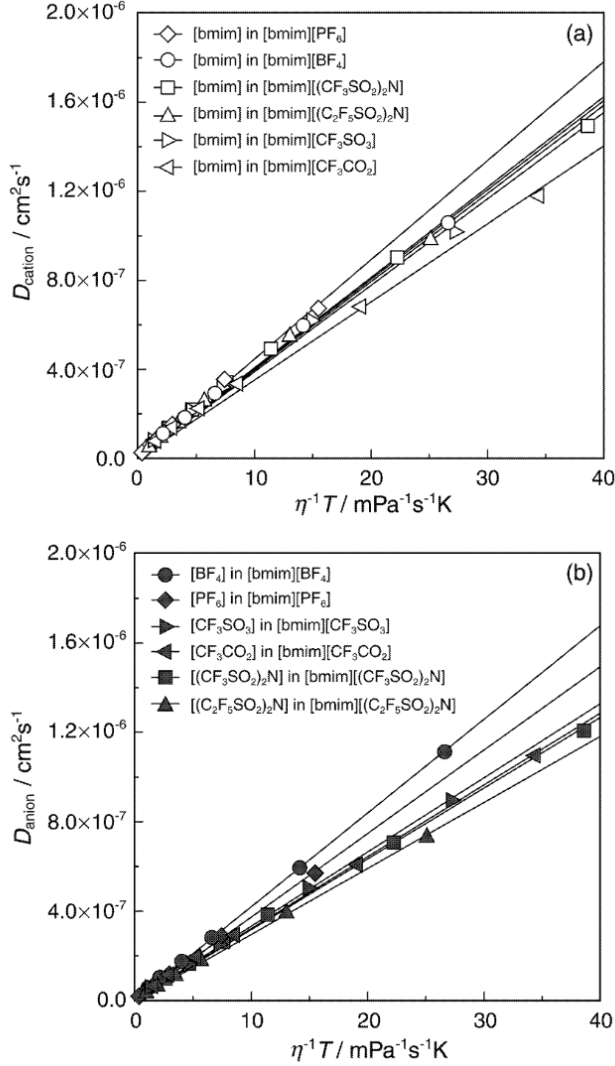 (a)
[bmim] in [bmim][PF₆]
[bmim] in [bmim][BF₄]
[bmim] in [bmim][(CF₃SO₂)₂N]
[bmim] in [bmim][(C₂F₅SO₂)₂N]
[bmim] in [bmim][CF₃SO₃]
[bmim] in [bmim][CF₃CO₂]
2.0×10⁻⁶
1.6×10⁻⁶
1.2×10⁻⁶
8.0×10⁻⁷
4.0×10⁻⁷
0.0
D_cation / cm²s⁻¹
0 10 20 30 40
η⁻¹T / mPa⁻¹s⁻¹K
(b)
[BF₄] in [bmim][BF₄]
[PF₆] in [bmim][PF₆]
[CF₃SO₃] in [bmim][CF₃SO₃]
[CF₃CO₂] in [bmim][CF₃CO₂]
[(CF₃SO₂)₂N] in [bmim][(CF₃SO₂)₂N]
[(C₂F₅SO₂)₂N] in [bmim][(C₂F₅SO₂)₂N]
2.0×10⁻⁶
1.6×10⁻⁶
1.2×10⁻⁶
8.0×10⁻⁷
4.0×10⁻⁷
0.0
D_anion / cm²s⁻¹
0 10 20 30 40
η⁻¹T / mPa⁻¹s⁻¹K